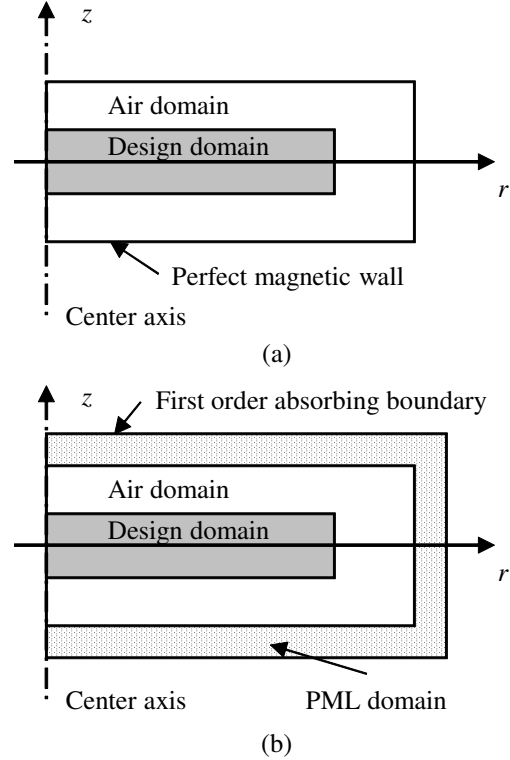 z
Air domain
Design domain
r
Perfect magnetic wall
Center axis
(a)
z
First order absorbing boundary
Air domain
Design domain
r
Center axis
PML domain
(b)